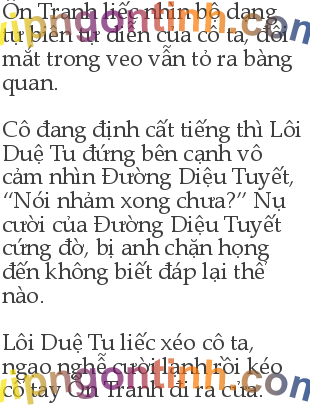 Ôn Tranh liếc nhìn bộ dạng
tự biên tự diễn của cô ta, đôi
mắt trong veo vẫn tỏ ra bàng
quan.
Cô đang định cất tiếng thì Lôi
Duệ Tu đứng bên cạnh vô
cảm nhìn Đường Diệu Tuyết,
“Nói nhảm xong chưa?” Nụ
cười của Đường Diệu Tuyết
cứng đờ, bị anh chặn họng
đến không biết đáp lại thế
nào.
Lôi Duệ Tu liếc xéo cô ta,
ngạo nghễ cười lạnh rồi kéo
cổ tay Ôn Tranh đi ra cửa.
vipngontinh.com
vipngontinh.com